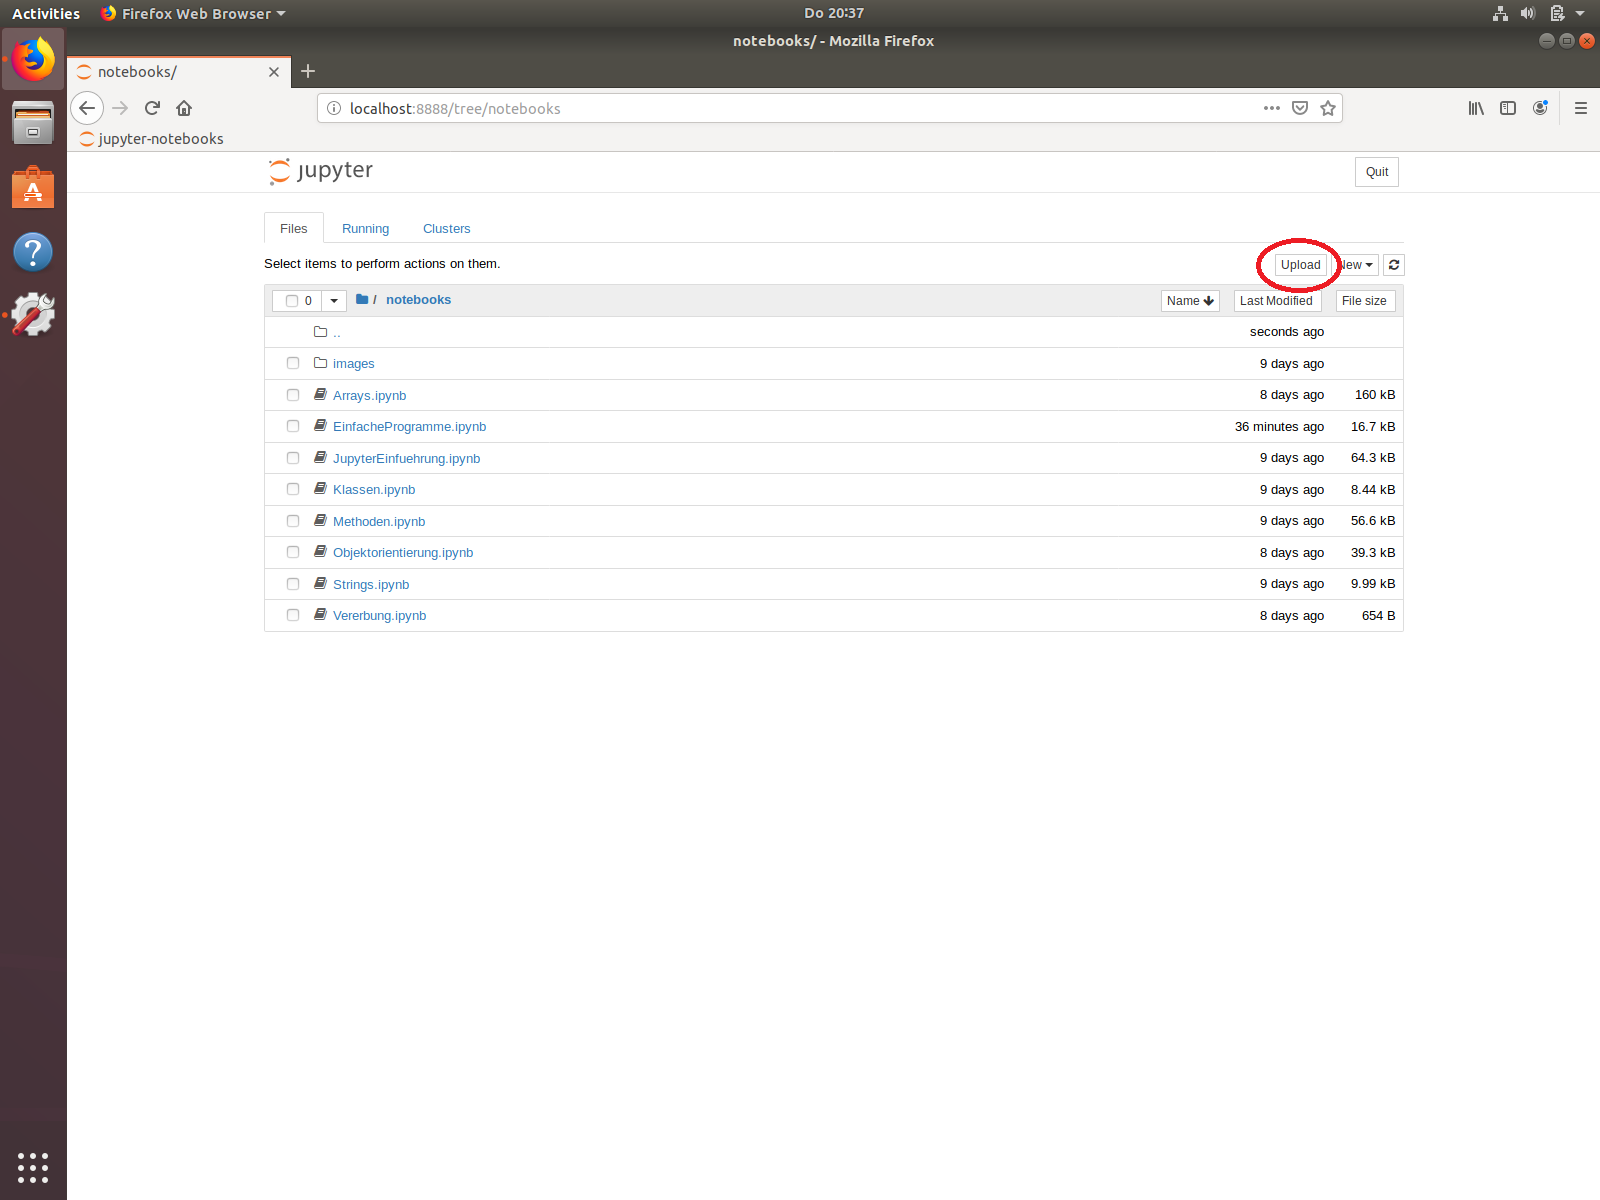 Activities Firefox Web Browser Do 20:37
notebooks/ - Mozilla Firefox
notebooks/
localhost:8888/tree/notebooks
jupyter-notebooks
jupyter Quit
Files Running Clusters
Select items to perform actions on them. Upload New
0 / notebooks Name Last Modified File size
.. seconds ago
images 9 days ago
Arrays.ipynb 8 days ago 160 kB
EinfacheProgramme.ipynb 36 minutes ago 16.7 kB
JupyterEinfuehrung.ipynb 9 days ago 64.3 kB
Klassen.ipynb 9 days ago 8.44 kB
Methoden.ipynb 9 days ago 56.6 kB
Objektorientierung.ipynb 8 days ago 39.3 kB
Strings.ipynb 9 days ago 9.99 kB
Vererbung.ipynb 8 days ago 654 B